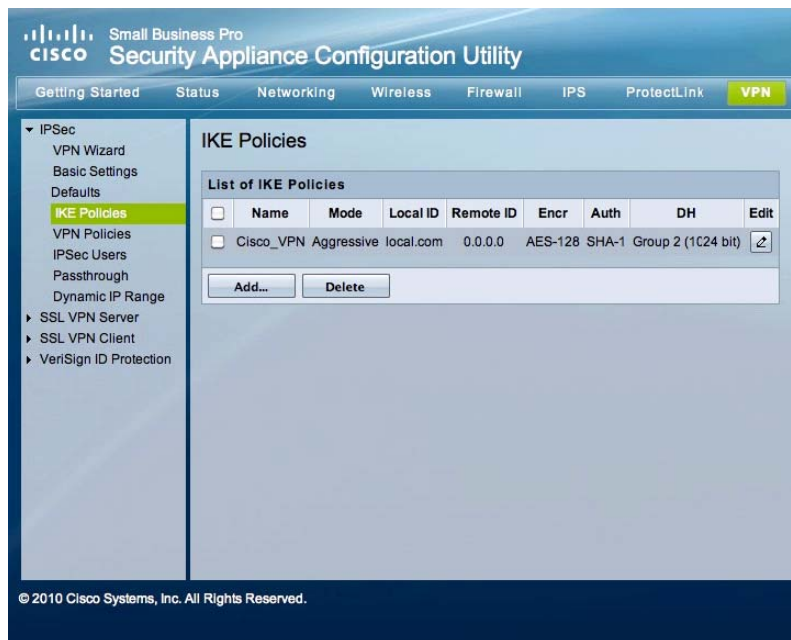 Small Business Pro
CISCO Security Appliance Configuration Utility
Getting Started Status Networking Wireless Firewall IPS ProtectLink VPN
IPSec
VPN Wizard
Basic Settings
Defaults
IKE Policies
VPN Policies
IPSec Users
Passthrough
Dynamic IP Range
SSL VPN Server
SSL VPN Client
VeriSign ID Protection
IKE Policies
List of IKE Policies
Name Mode Local ID Remote ID Encr Auth DH Edit
Cisco_VPN Aggressive local.com 0.0.0.0 AES-128 SHA-1 Group 2 (1024 bit)
Add... Delete
© 2010 Cisco Systems, Inc. All Rights Reserved.